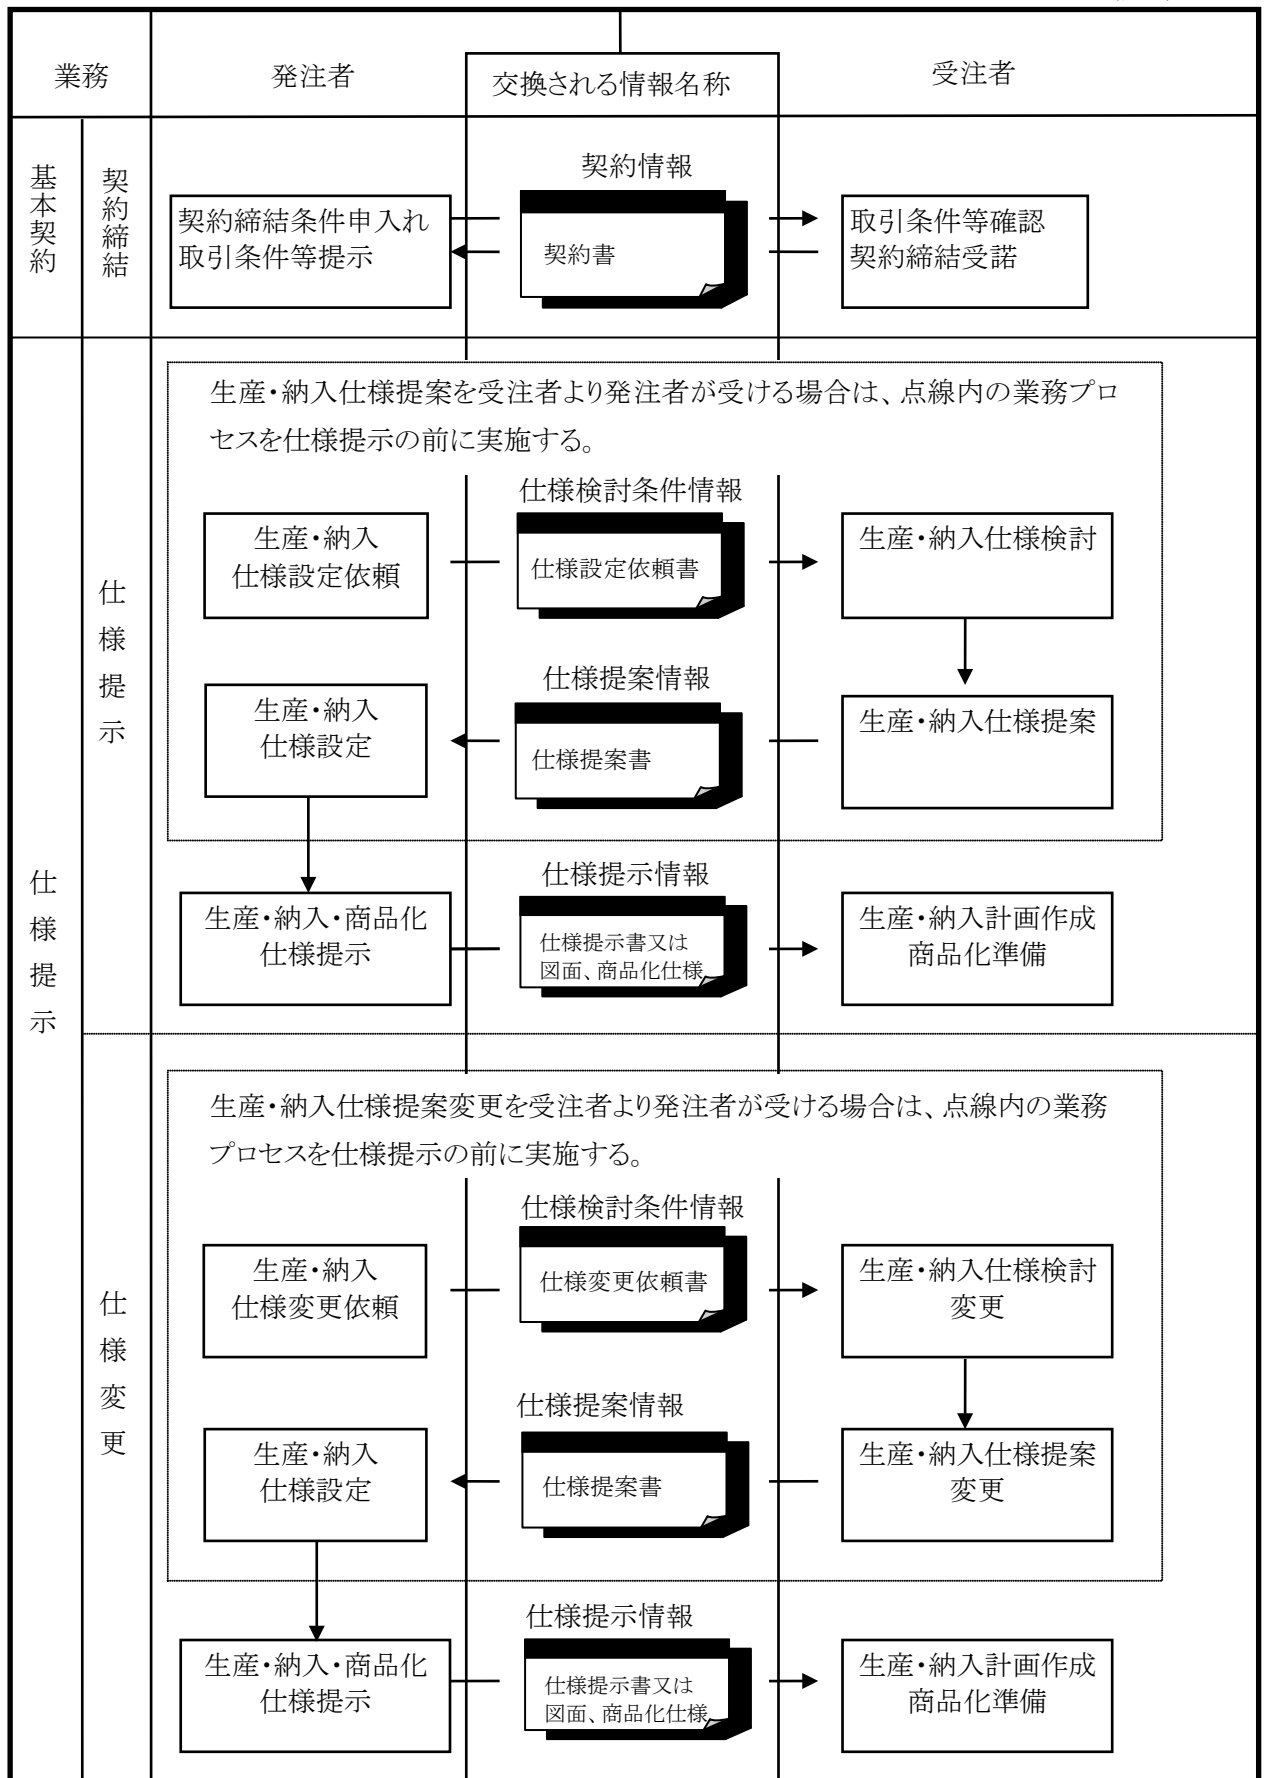 業務
発注者
交換される情報名称
受注者
基本契約
契約締結
契約情報
契約締結条件申入れ
取引条件等提示
契約書
取引条件等確認
契約締結受諾
仕様提示
仕様提示
生産・納入仕様提案を受注者より発注者が受ける場合は、点線内の業務プロ
セスを仕様提示の前に実施する。
仕様検討条件情報
生産・納入
仕様設定依頼
仕様設定依頼書
生産・納入仕様検討
仕様提案情報
生産・納入
仕様設定
仕様提案書
生産・納入仕様提案
仕様提示情報
生産・納入・商品化
仕様提示
仕様提示書又は
図面、商品化仕様
生産・納入計画作成
商品化準備
仕様変更
生産・納入仕様提案変更を受注者より発注者が受ける場合は、点線内の業務
プロセスを仕様提示の前に実施する。
仕様検討条件情報
生産・納入
仕様変更依頼
仕様変更依頼書
生産・納入仕様検討
変更
仕様提案情報
生産・納入
仕様設定
仕様提案書
生産・納入仕様提案
変更
仕様提示情報
生産・納入・商品化
仕様提示
仕様提示書又は
図面、商品化仕様
生産・納入計画作成
商品化準備